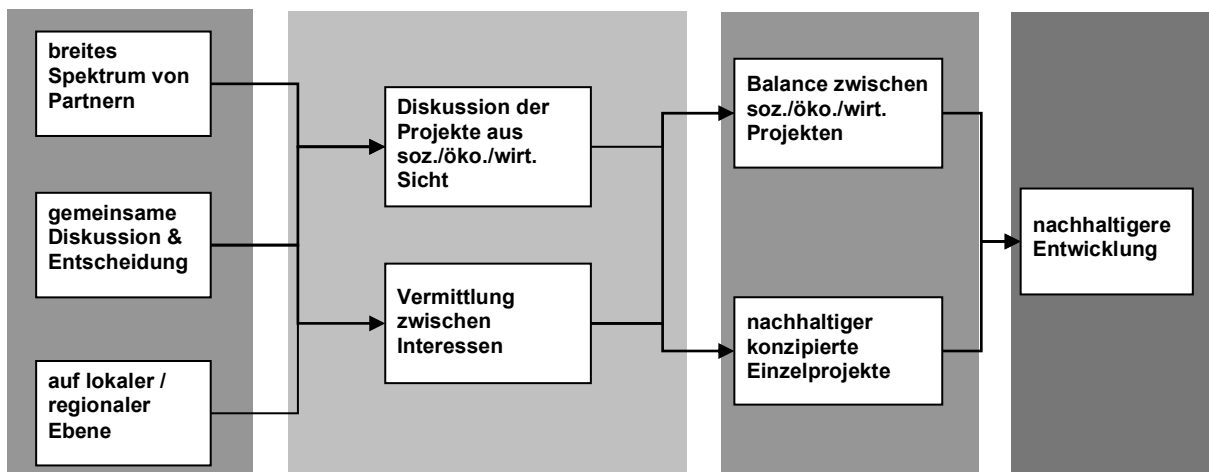 breites
Spektrum von
Partnern
gemeinsame
Diskussion &
Entscheidung
auf lokaler /
regionaler
Ebene
Diskussion der
Projekte aus
soz./öko./wirt.
Sicht
Vermittlung
zwischen
Interessen
Balance zwischen
soz./öko./wirt.
Projekten
nachhaltiger
konzipierte
Einzelprojekte
nachhaltigere
Entwicklung